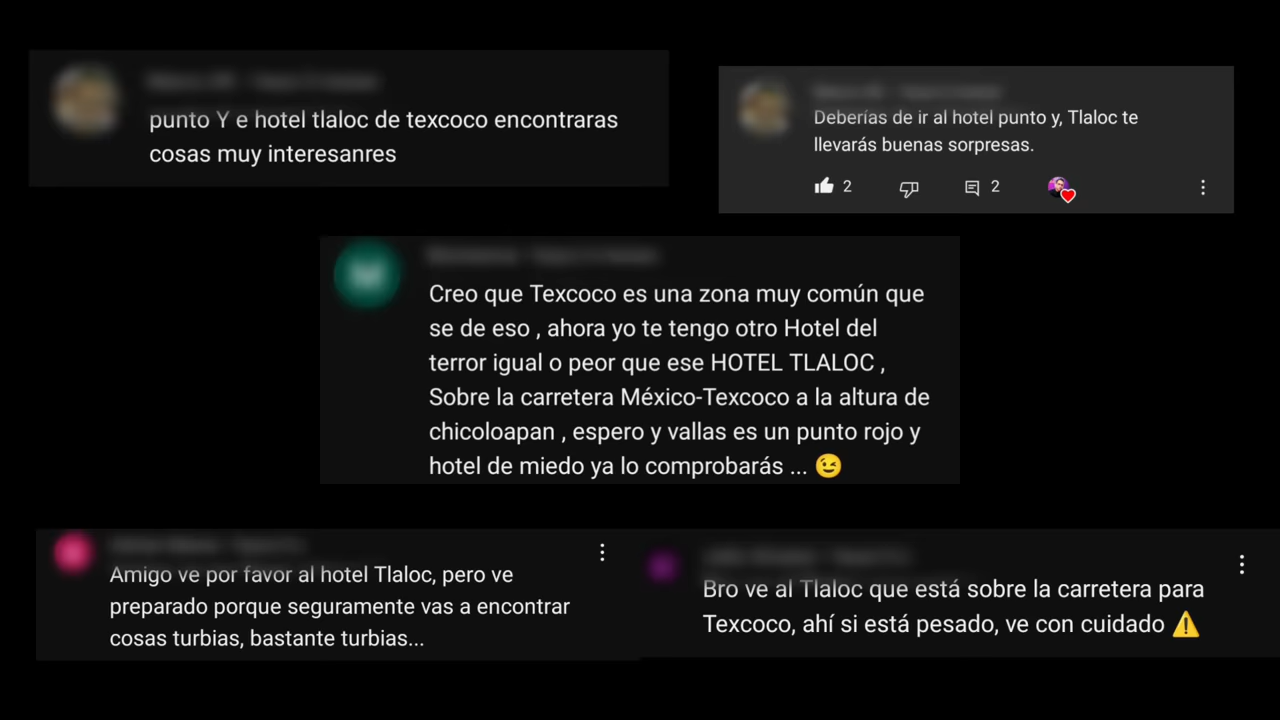 punto Y e hotel tlaloc de texcoco encontraras
cosas muy interesanres
Deberías de ir al hotel punto y, Tlaloc te
llevarás buenas sorpresas.
2
2
Creo que Texcoco es una zona muy común que
se de eso , ahora yo te tengo otro Hotel del
terror igual o peor que ese HOTEL TLALOC ,
Sobre la carretera México-Texcoco a la altura de
chicoloapan , espero y vallas es un punto rojo y
hotel de miedo ya lo comprobarás ... 😉
Amigo ve por favor al hotel Tlaloc, pero ve
preparado porque seguramente vas a encontrar
cosas turbias, bastante turbias...
Bro ve al Tlaloc que está sobre la carretera para
Texcoco, ahí si está pesado, ve con cuidado ⚠️